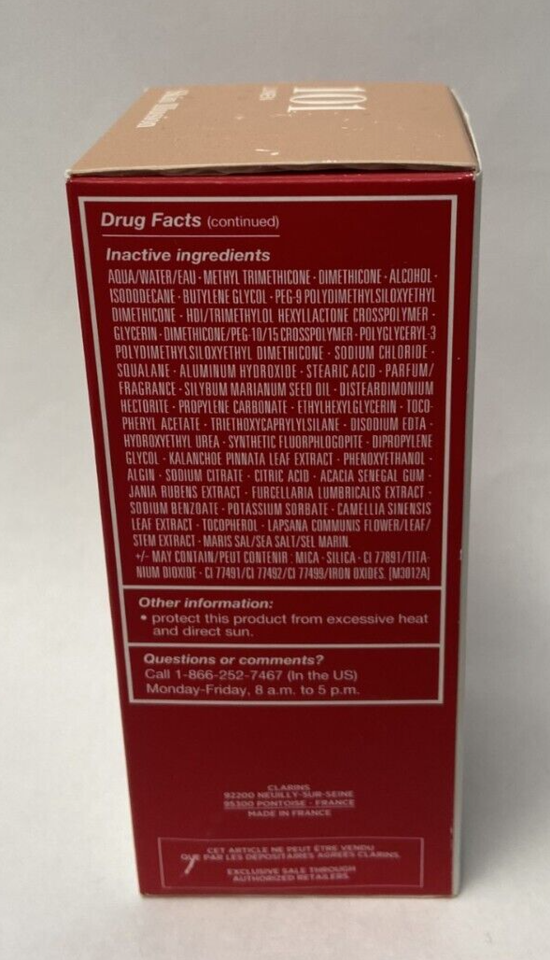 101
Drug Facts (continued)
Inactive ingredients
AQUA/WATER/EAU · METHYL TRIMETHICONE · DIMETHICONE · ALCOHOL ·
ISODODECANE · BUTYLENE GLYCOL · PEG-9 POLYDIMETHYLSILOXYETHYL
DIMETHICONE · HDI/TRIMETHYLOL HEXYLLACTONE CROSSPOLYMER ·
GLYCERIN · DIMETHICONE/PEG-10/15 CROSSPOLYMER · POLYGLYCERYL-3
POLYDIMETHYLSILOXYETHYL DIMETHICONE · SODIUM CHLORIDE ·
SQUALANE · ALUMINUM HYDROXIDE · STEARIC ACID · PARFUM/
FRAGRANCE · SILYBUM MARIANUM SEED OIL · DISTEARDIMONIUM
HECTORITE · PROPYLENE CARBONATE · ETHYLHEXYLGLYCERIN · TOCO-
PHERYL ACETATE · TRIETHOXYCAPRYLYLSILANE · DISODIUM EDTA ·
HYDROXYETHYL UREA · SYNTHETIC FLUORPHLOGOPITE · DIPROPYLENE
GLYCOL · KALANCHOE PINNATA LEAF EXTRACT · PHENOXYETHANOL ·
ALGIN · SODIUM CITRATE · CITRIC ACID · ACACIA SENEGAL GUM ·
JANIA RUBENS EXTRACT · FURCELLARIA LUMBRICALIS EXTRACT ·
SODIUM BENZOATE · POTASSIUM SORBATE · CAMELLIA SINENSIS
LEAF EXTRACT · TOCOPHEROL · LAPSANA COMMUNIS FLOWER/LEAF/
STEM EXTRACT · MARIS SAL/SEA SALT/SEL MARIN.
+/- MAY CONTAIN/PEUT CONTENIR : MICA · SILICA · CI 77891/TITA-
NIUM DIOXIDE · CI 77491/CI 77492/CI 77499/IRON OXIDES. [M3012A]
Other information:
• protect this product from excessive heat
and direct sun.
Questions or comments?
Call 1-866-252-7467 (In the US)
Monday-Friday, 8 a.m. to 5 p.m.
CLARINS
92200 NEUILLY-SUR-SEINE
95300 PONTOISE · FRANCE
MADE IN FRANCE
CET ARTICLE NE PEUT ÊTRE VENDU
QUE PAR LES DÉPOSITAIRES AGRÉÉS CLARINS.
EXCLUSIVE SALE THROUGH
AUTHORIZED RETAILERS